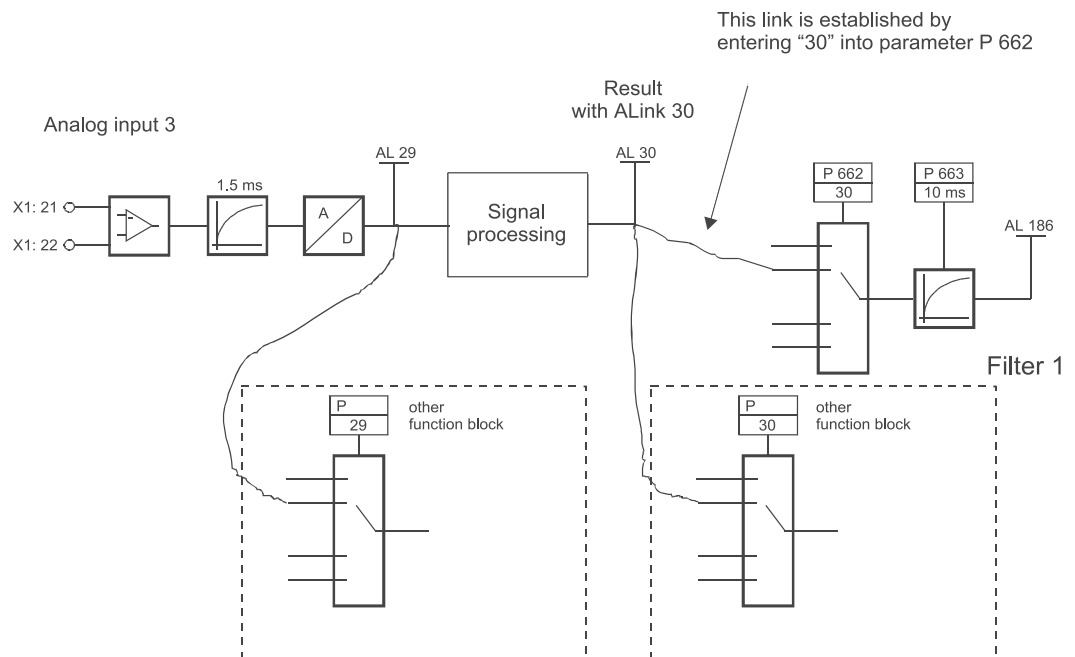 This link is established by
entering “30” into parameter P 662
Result
with ALink 30
Analog input 3
AL 29
AL 30
P 662
30
P 663
10 ms
1.5 ms
X1: 21
X1: 22
A
D
Signal
processing
AL 186
Filter 1
P
29
other
function block
P
30
other
function block